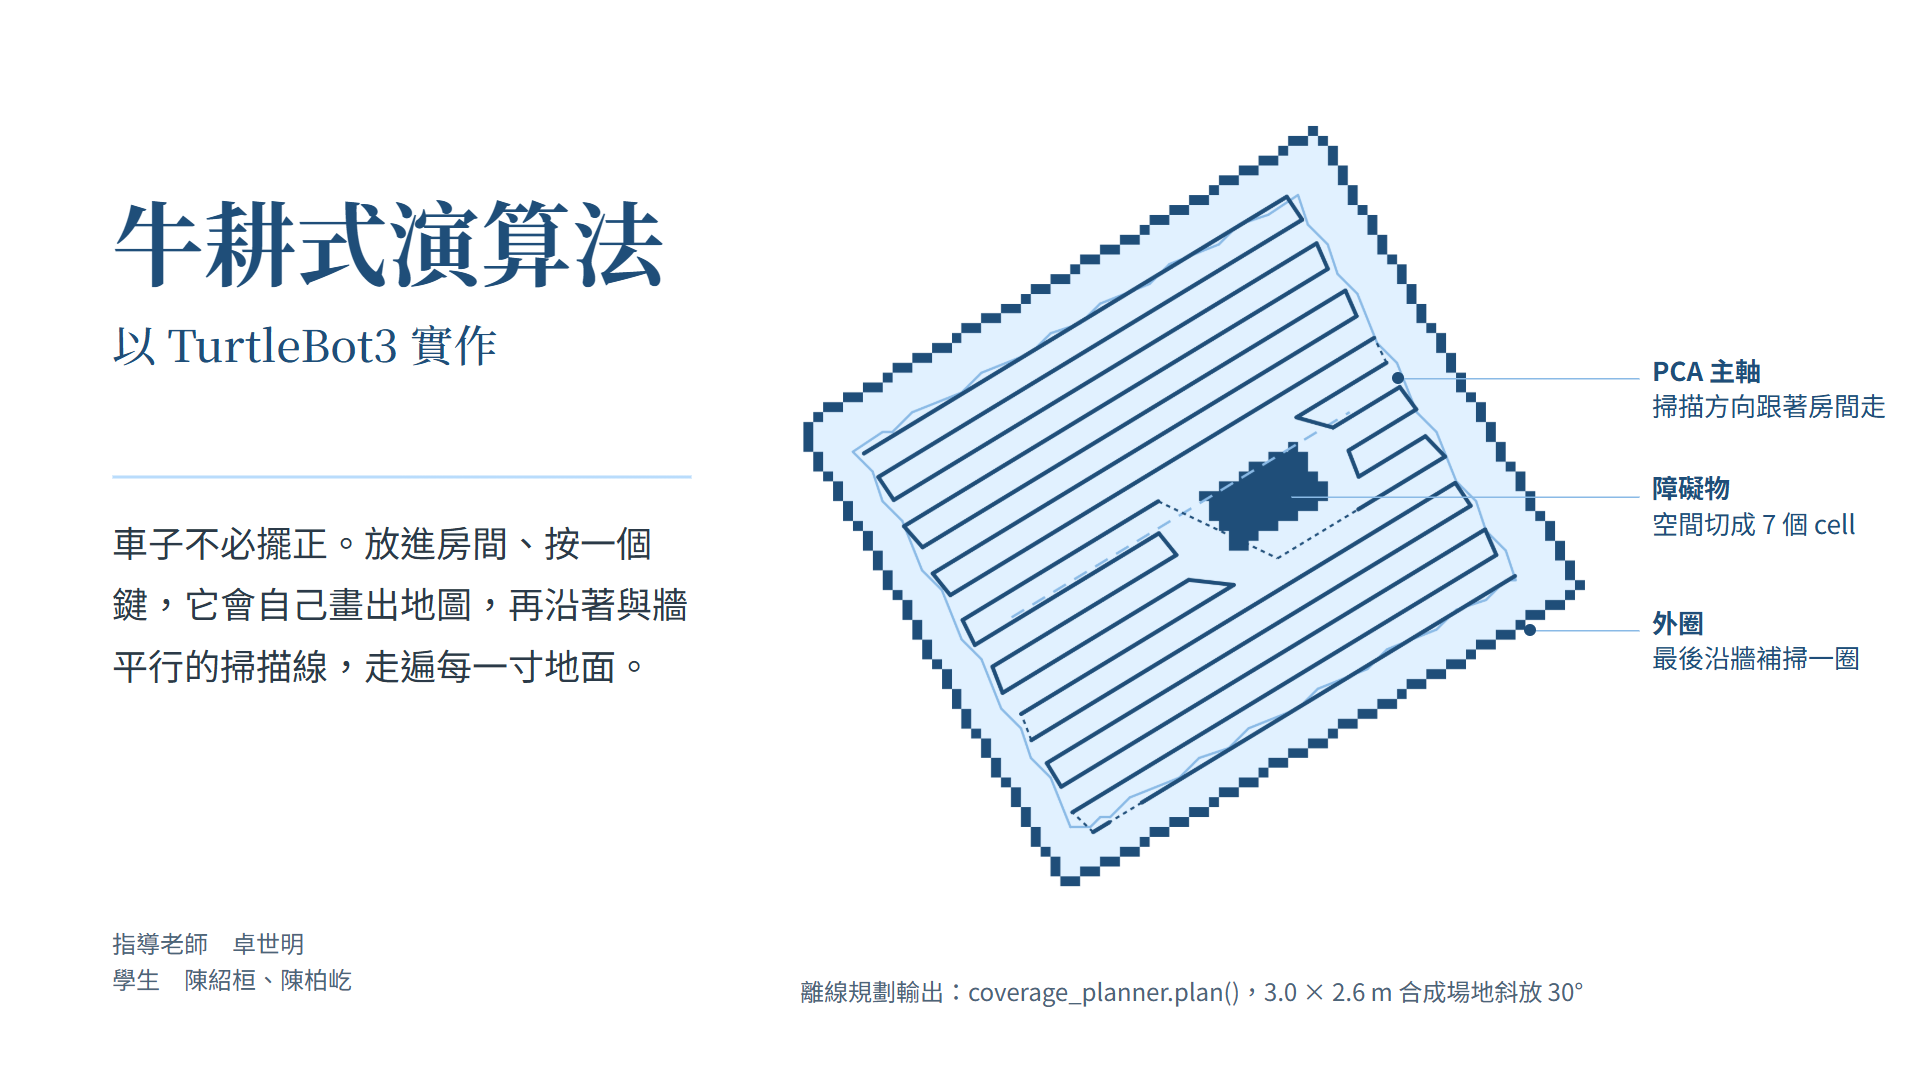 牛耕式演算法
以 TurtleBot3 實作
車子不必擺正。放進房間、按一個
鍵，它會自己畫出地圖，再沿著與牆
平行的掃描線，走遍每一寸地面。
指導老師　卓世明
學生　陳紹桓、陳柏屹
PCA 主軸
掃描方向跟著房間走
障礙物
空間切成 7 個 cell
外圈
最後沿牆補掃一圈
離線規劃輸出：coverage_planner.plan()，3.0 × 2.6 m 合成場地斜放 30°